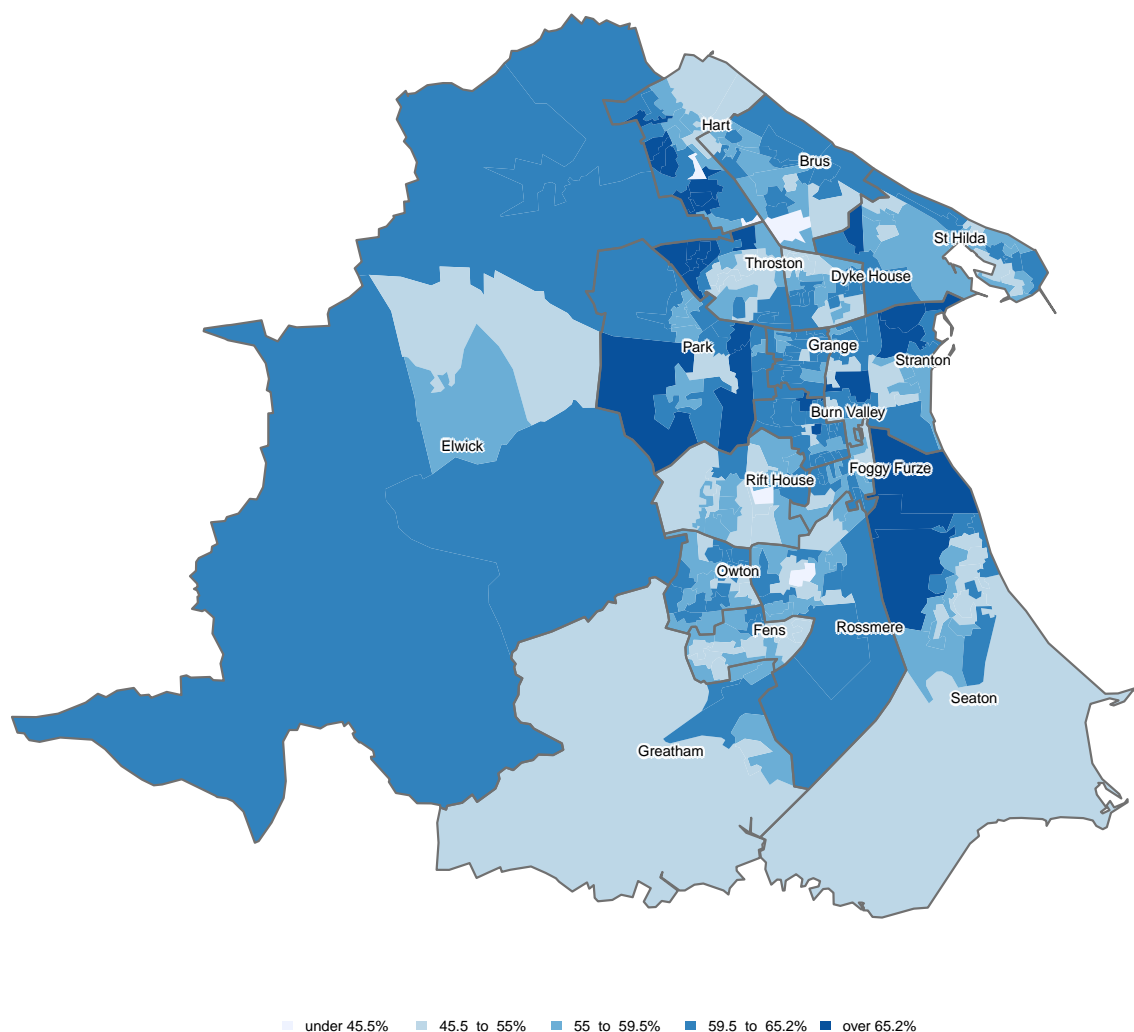 Hart
Brus
St Hilda
Throston
Dyke House
Park
Grange
Stranton
Burn Valley
Elwick
Foggy Furze
Rift House
Owton
Fens
Rossmere
Seaton
Greatham
under 45.5% 45.5 to 55% 55 to 59.5% 59.5 to 65.2% over 65.2%